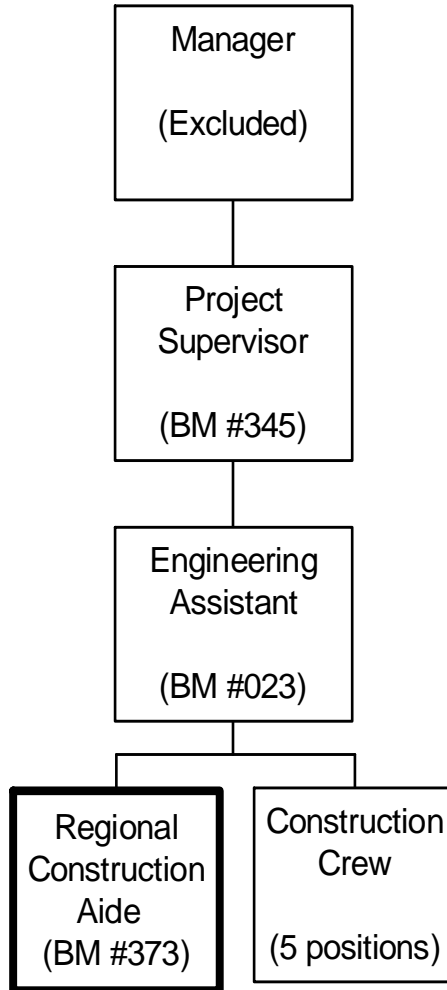 Manager
(Excluded)
Project
Supervisor
(BM #345)
Engineering
Assistant
(BM #023)
Regional
Construction
Aide
(BM #373)
Construction
Crew
(5 positions)